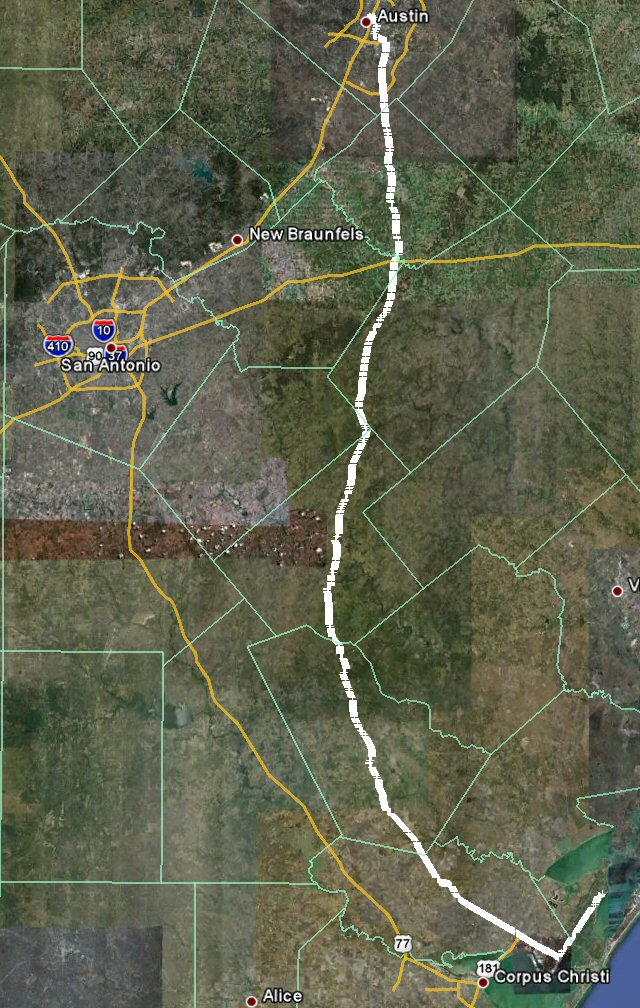 Austin
New Braunfels
10
410
90
37
San Antonio
V
77
181
Corpus Christi
Alice